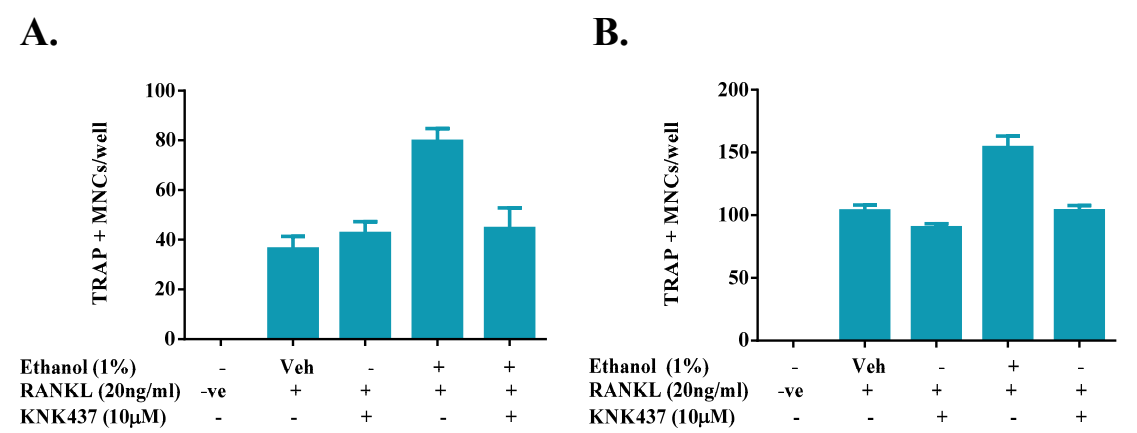 A.
TRAP + MNCs/well
100
80
60
40
20
0
Ethanol (1%) - Veh - + +
RANKL (20ng/ml) -ve + + + +
KNK437 (10μM) - - + - +
B.
TRAP + MNCs/well
200
150
100
50
0
Ethanol (1%) - Veh - + -
RANKL (20ng/ml) -ve + + + +
KNK437 (10μM) - - + - +